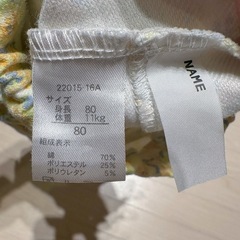 22015-16A
サイズ
身長 80
体重 11kg
80
組成表示
綿 70%
ポリエステル 25%
ポリウレタン 5%
NAME